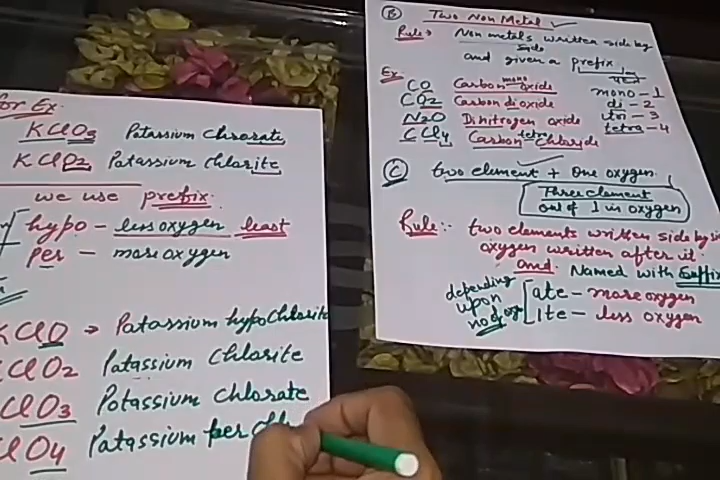 For Ex.
KClO3 Potassium Chlorate
KClO2 Potassium Chlorite
we use prefix.
hypo - less oxygen least
per - more oxygen
KClO → Potassium hypochlorite
KClO2 Potassium Chlorite
ClO3 Potassium Chlorate
ClO4 Potassium per
B Two Non Metal
Rule → Non metals written side by
side
and given a prefix
Ex
CO Carbon mono oxide mono - 1
CO2 Carbon dioxide di - 2
N2O Dinitrogen oxide tri - 3
CCl4 Carbon tetra Chloryde tetra - 4
C two element + One oxygen
Three element
out of 1 is oxygen
Rule :- two elements written side by si
oxygen written after it.
and Named with Suffix
depending
upon
no of oxy
ate - more oxygen
ite - less oxygen